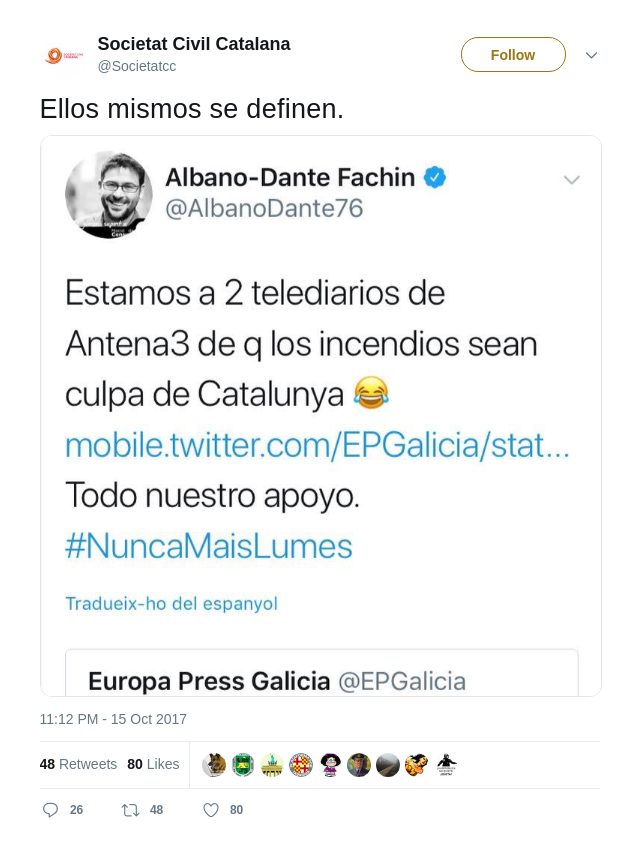 Societat Civil Catalana
@Societatcc
Follow
Ellos mismos se definen.
Albano-Dante Fachin
@AlbanoDante76
Estamos a 2 telediarios de
Antena3 de q los incendios sean
culpa de Catalunya 😂
mobile.twitter.com/EPGalicia/stat...
Todo nuestro apoyo.
#NuncaMaisLumes
Tradueix-ho del espanyol
Europa Press Galicia @EPGalicia
11:12 PM - 15 Oct 2017
48 Retweets 80 Likes
26 48 80